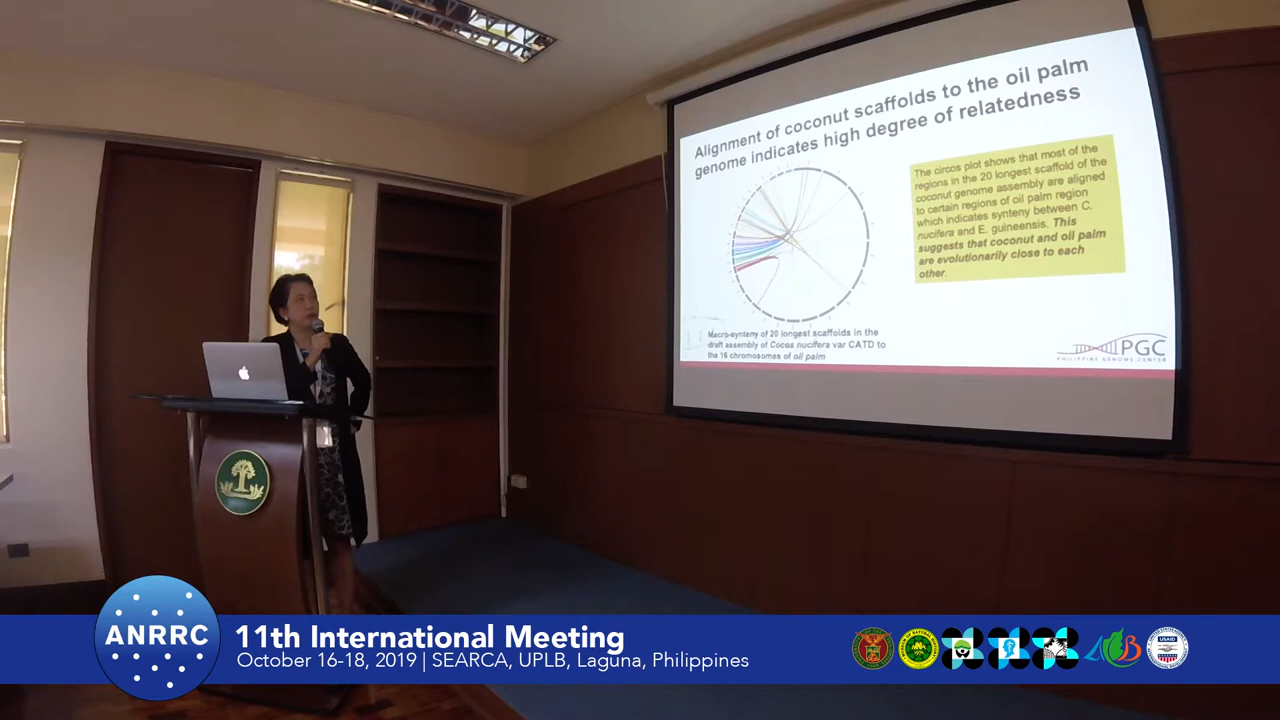 Alignment of coconut scaffolds to the oil palm
genome indicates high degree of relatedness
The circos plot shows that most of the
regions in the 20 longest scaffold of the
coconut genome assembly are aligned
to certain regions of oil palm region
which indicates synteny between C.
nucifera and E. guineensis. This
suggests that coconut and oil palm
are evolutionarily close to each
other.
Macro-synteny of 20 longest scaffolds in the
draft assembly of Cocos nucifera var CATD to
the 16 chromosomes of oil palm
PGC
PHILIPPINE GENOME CENTER
ANRRC
11th International Meeting
October 16-18, 2019 | SEARCA, UPLB, Laguna, Philippines
USAID